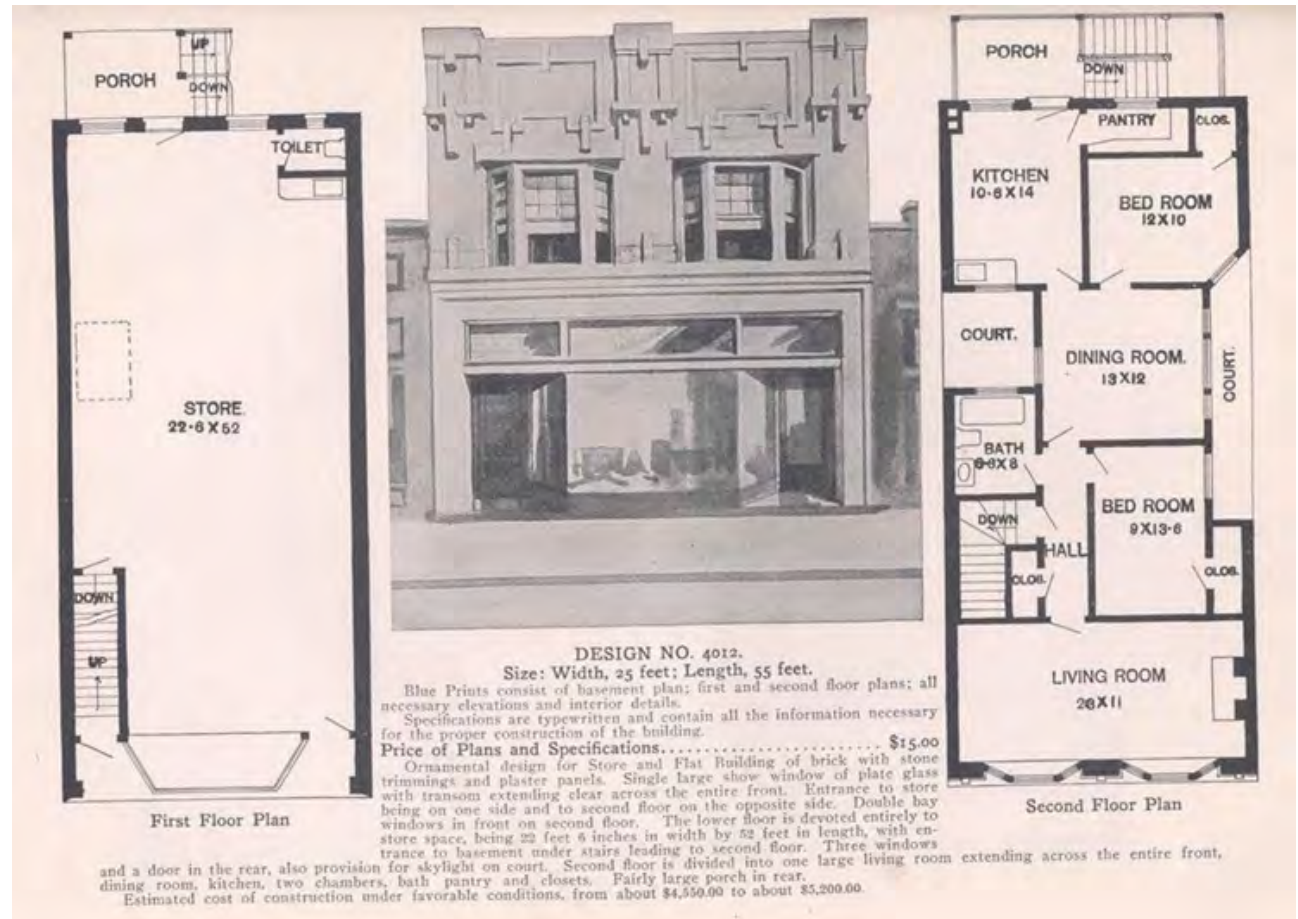 PORCH
UP
DOWN
TOILET
STORE.
22-6 X 52
DOWN
UP
First Floor Plan
PORCH
DOWN
PANTRY
CLOS.
KITCHEN
10-6 X 14
BED ROOM
12 X 10
COURT.
DINING ROOM.
13 X 12
COURT.
BATH
6-6 X 8
BED ROOM
9 X 13-6
DOWN
HALL
CLOS.
CLOS.
LIVING ROOM
26 X 11
Second Floor Plan
DESIGN NO. 4012.
Size: Width, 25 feet; Length, 55 feet.
Blue Prints consist of basement plan; first and second floor plans; all
necessary elevations and interior details.
Specifications are typewritten and contain all the information necessary
for the proper construction of the building.
Price of Plans and Specifications........................ $15.00
Ornamental design for Store and Flat Building of brick with stone
trimmings and plaster panels. Single large show window of plate glass
with transom extending clear across the entire front. Entrance to store
being on one side and to second floor on the opposite side. Double bay
windows in front on second floor. The lower floor is devoted entirely to
store space, being 22 feet 6 inches in width by 52 feet in length, with en-
trance to basement under stairs leading to second floor. Three windows
and a door in the rear, also provision for skylight on court. Second floor is divided into one large living room extending across the entire front,
dining room, kitchen, two chambers, bath pantry and closets. Fairly large porch in rear.
Estimated cost of construction under favorable conditions, from about $4,550.00 to about $5,200.00.